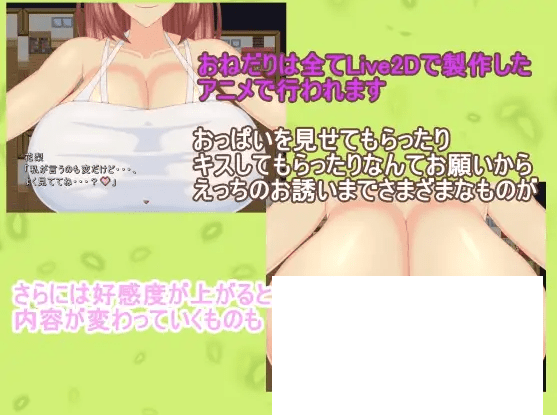 おねだりは全てLive2Dで製作した
アニメで行われます
おっぱいを見せてもらったり
キスしてもらったりなんてお願いから
えっちのお誘いまでさまざまなものが
花梨
「私が言うのも変だけど・・・、
よく見ててね・・・?♥」
さらには好感度が上がると
内容が変わっていくものも